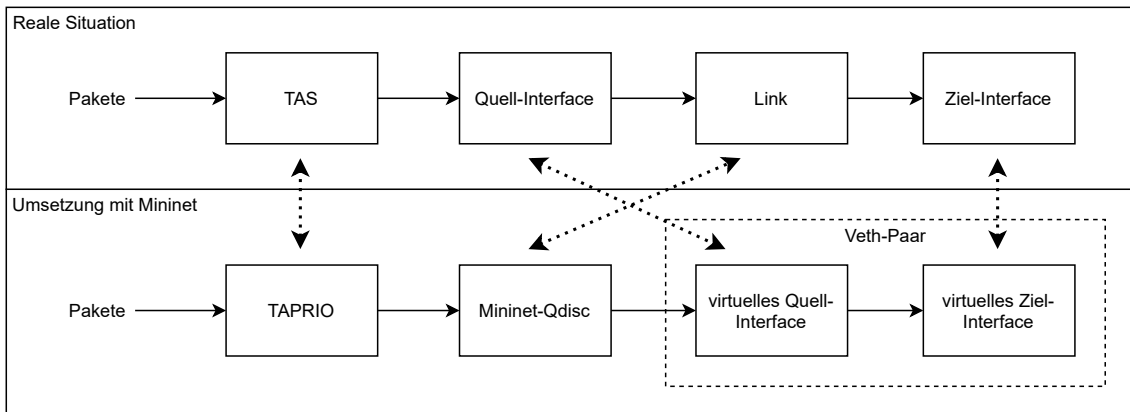 Reale Situation
Pakete
TAS
Quell-Interface
Link
Ziel-Interface
Umsetzung mit Mininet
Veth-Paar
Pakete
TAPRIO
Mininet-Qdisc
virtuelles Quell-
Interface
virtuelles Ziel-
Interface